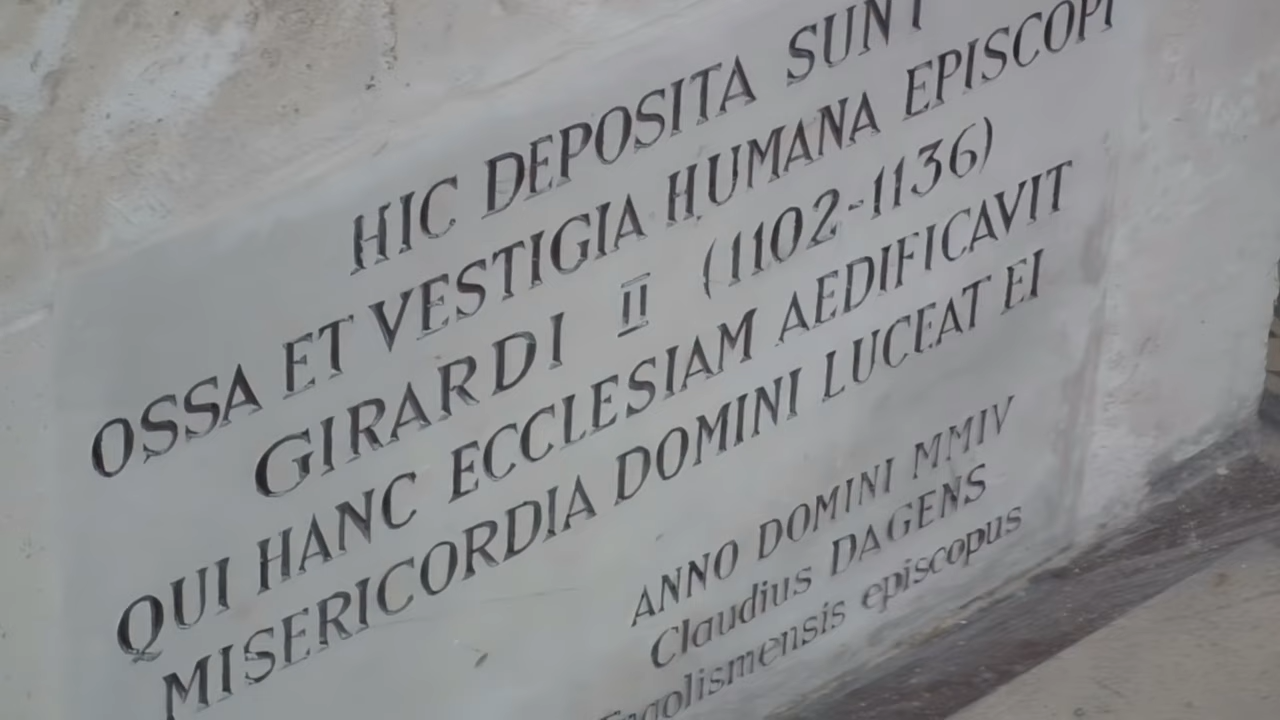 HIC DEPOSITA SUNT
OSSA ET VESTIGIA HUMANA EPISCOPI
GIRARDI II (1102-1136)
QUI HANC ECCLESIAM AEDIFICAVIT
MISERICORDIA DOMINI LUCEAT EI
ANNO DOMINI MMIV
Claudius DAGENS
Engolismensis episcopus